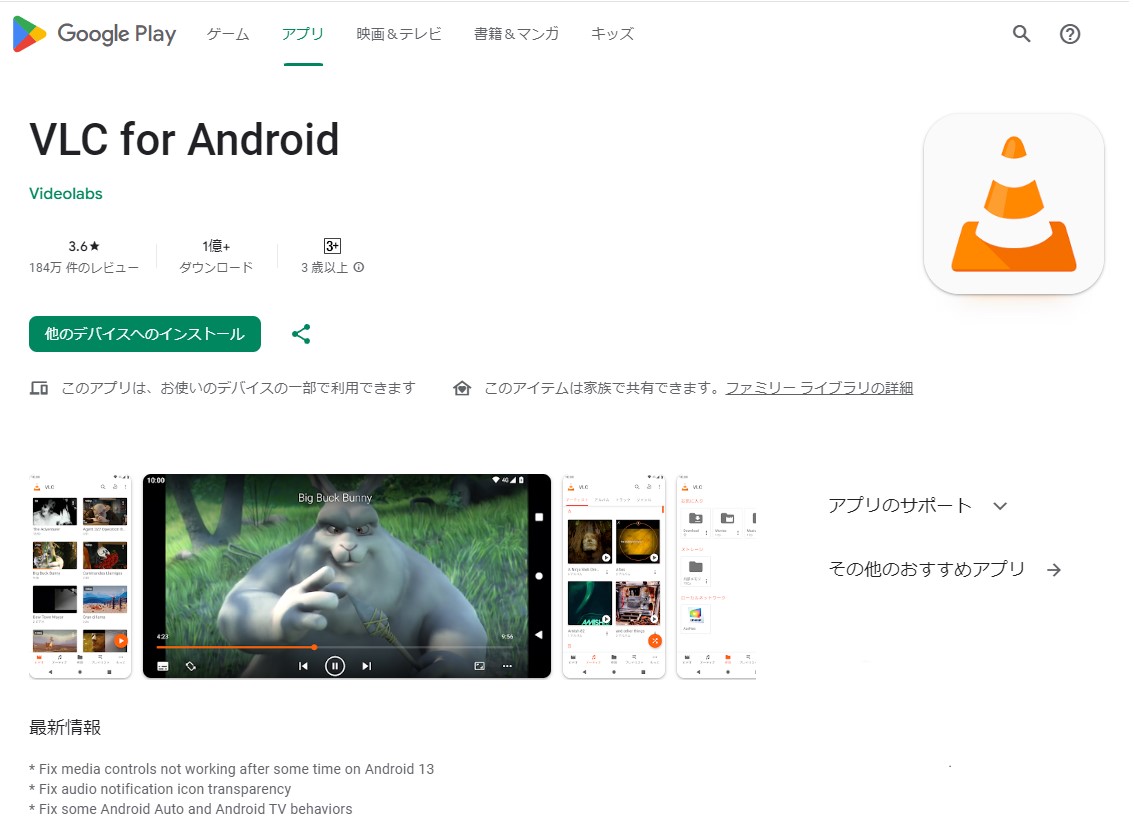 Google Play
ゲーム
アプリ
映画＆テレビ
書籍＆マンガ
キッズ
VLC for Android
Videolabs
3.6★
184万 件のレビュー
1億+
ダウンロード
3+
3 歳以上
他のデバイスへのインストール
このアプリは、お使いのデバイスの一部で利用できます
このアイテムは家族で共有できます。ファミリー ライブラリの詳細
VLC
Big Buck Bunny
10:00
4G
Big Buck Bunny
4:23
9:56
VLC
VLC
アプリのサポート
その他のおすすめアプリ
最新情報
* Fix media controls not working after some time on Android 13
* Fix audio notification icon transparency
* Fix some Android Auto and Android TV behaviors